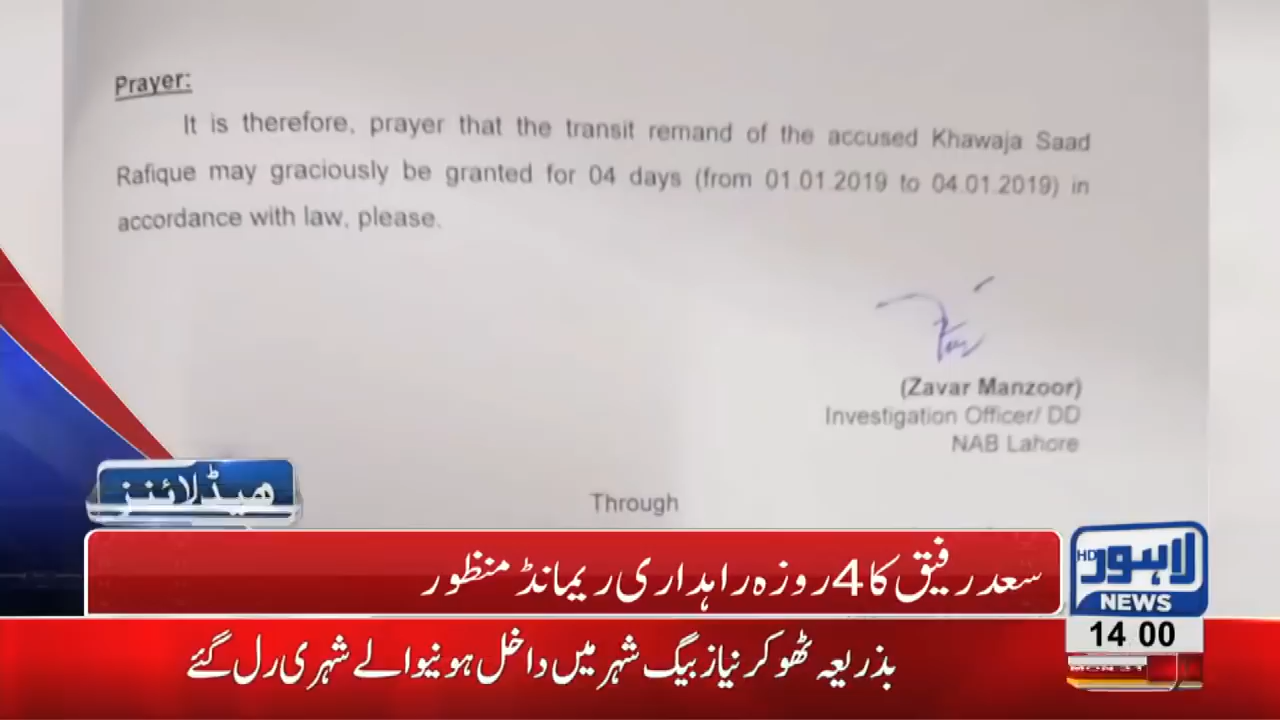 Prayer:
It is therefore, prayer that the transit remand of the accused Khawaja Saad
Rafique may graciously be granted for 04 days (from 01.01.2019 to 04.01.2019) in
accordance with law, please.
(Zavar Manzoor)
Investigation Officer/ DD
NAB Lahore
Through
ہیڈلائنز
سعد رفیق کا 4 روزہ راہداری ریمانڈ منظور
لاہور HD
NEWS
14 00
بذریعہ ٹھوکر نیاز بیگ شہر میں داخل ہونیوالے شہری رل گئے